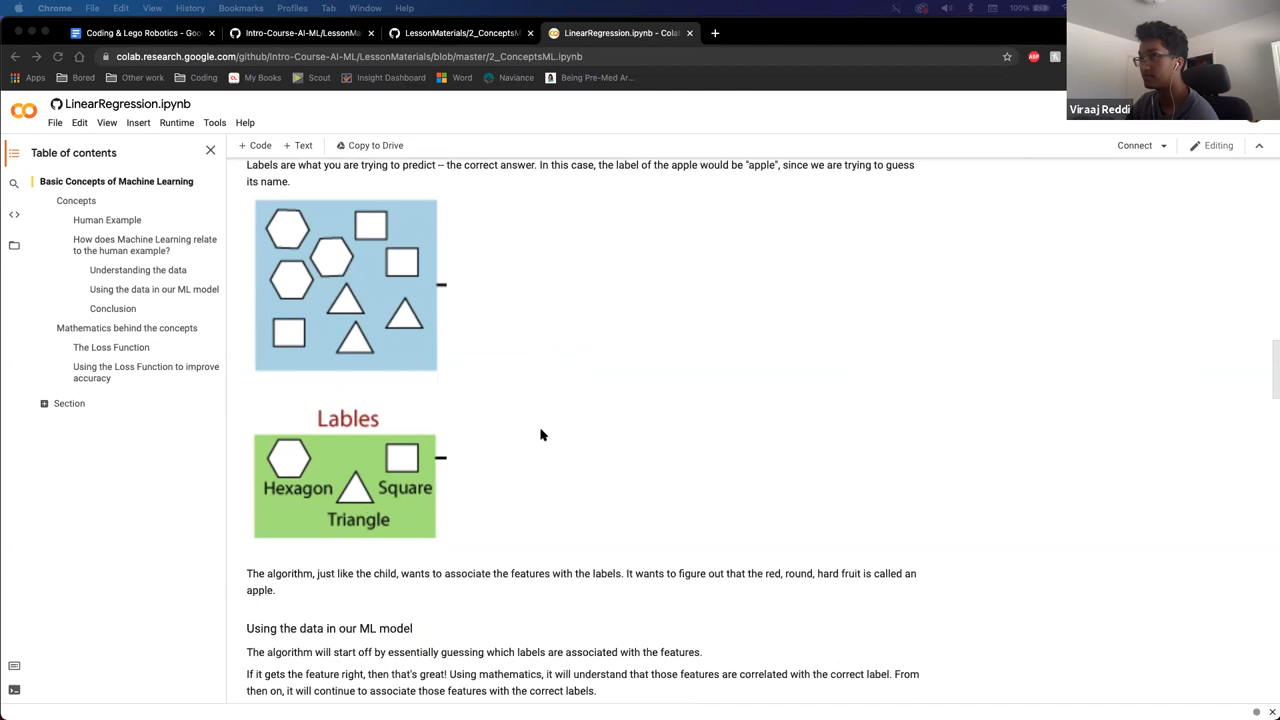 Chrome File Edit View History Bookmarks Profiles Tab Window Help 100%
Coding & Lego Robotics - Goo
Intro-Course-AI-ML/LessonMa
LessonMaterials/2_ConceptsM
LinearRegression.ipynb - Colab
colab.research.google.com/github/Intro-Course-AI-ML/LessonMaterials/blob/master/2_ConceptsML.ipynb
ABP
Apps Bored Other work Coding My Books Scout Insight Dashboard Word Naviance Being Pre-Med Ar...
Viraaj Reddi
LinearRegression.ipynb
File Edit View Insert Runtime Tools Help
Table of contents
+ Code + Text Copy to Drive
Connect Editing
Basic Concepts of Machine Learning
Concepts
Human Example
How does Machine Learning relate
to the human example?
Understanding the data
Using the data in our ML model
Conclusion
Mathematics behind the concepts
The Loss Function
Using the Loss Function to improve
accuracy
Section
Labels are what you are trying to predict -- the correct answer. In this case, the label of the apple would be "apple", since we are trying to guess
its name.
Lables
Hexagon Square
Triangle
The algorithm, just like the child, wants to associate the features with the labels. It wants to figure out that the red, round, hard fruit is called an
apple.
Using the data in our ML model
The algorithm will start off by essentially guessing which labels are associated with the features.
If it gets the feature right, then that's great! Using mathematics, it will understand that those features are correlated with the correct label. From
then on, it will continue to associate those features with the correct labels.